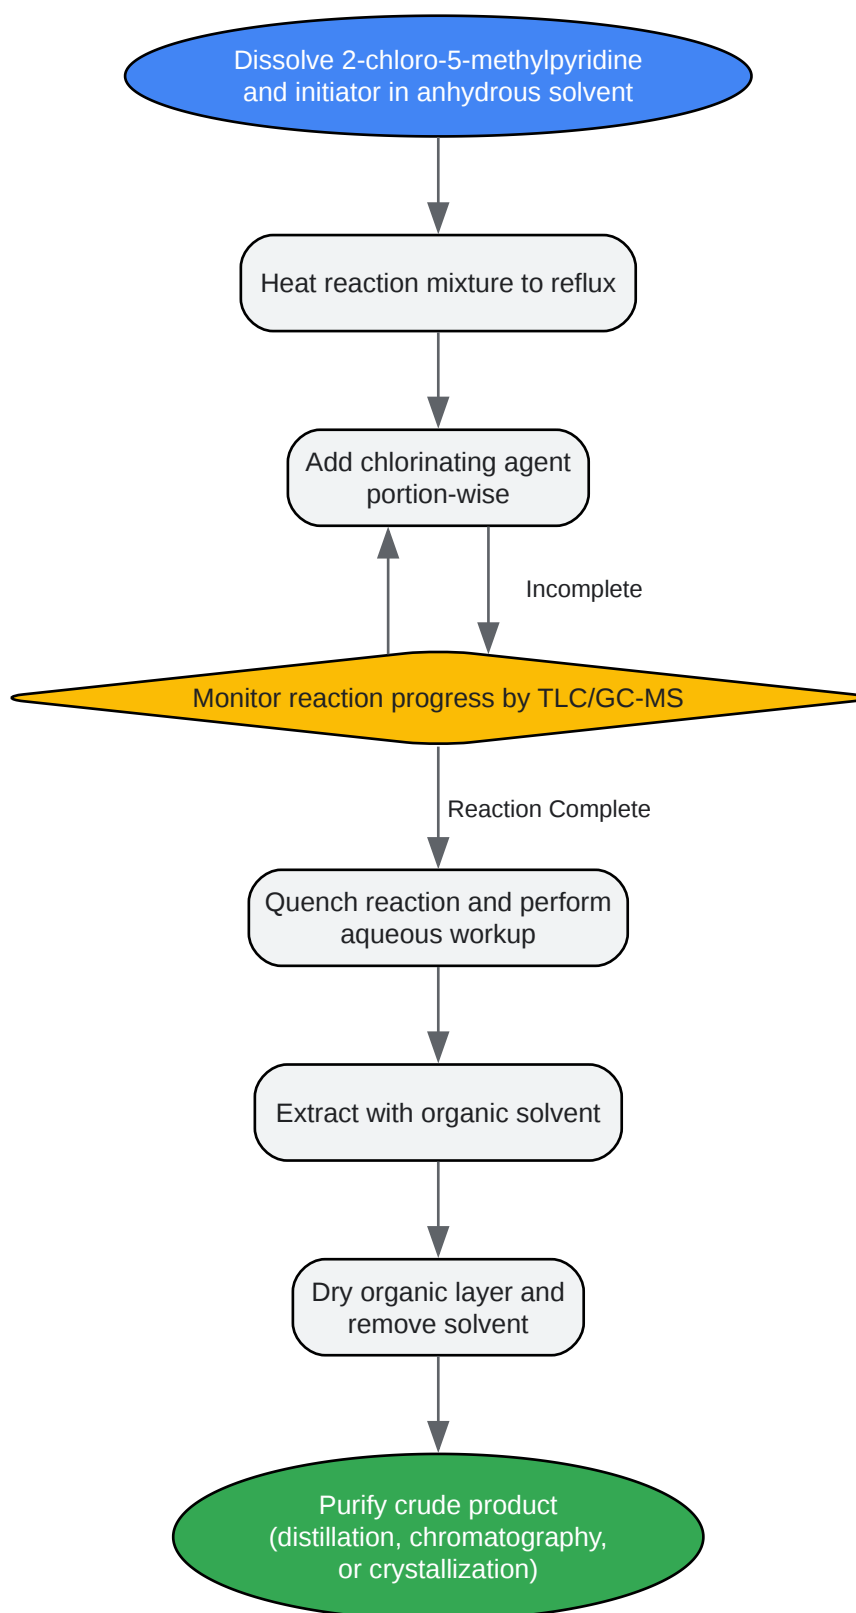 Dissolve 2-chloro-5-methylpyridine
and initiator in anhydrous solvent
Heat reaction mixture to reflux
Add chlorinating agent
portion-wise
Incomplete
Monitor reaction progress by TLC/GC-MS
Reaction Complete
Quench reaction and perform
aqueous workup
Extract with organic solvent
Dry organic layer and
remove solvent
Purify crude product
(distillation, chromatography,
or crystallization)